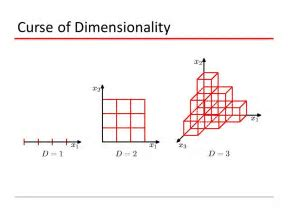 Curse of Dimensionality
x₂
x₁
D = 1
x₂
x₁
D = 2
x₁
x₃
D = 3